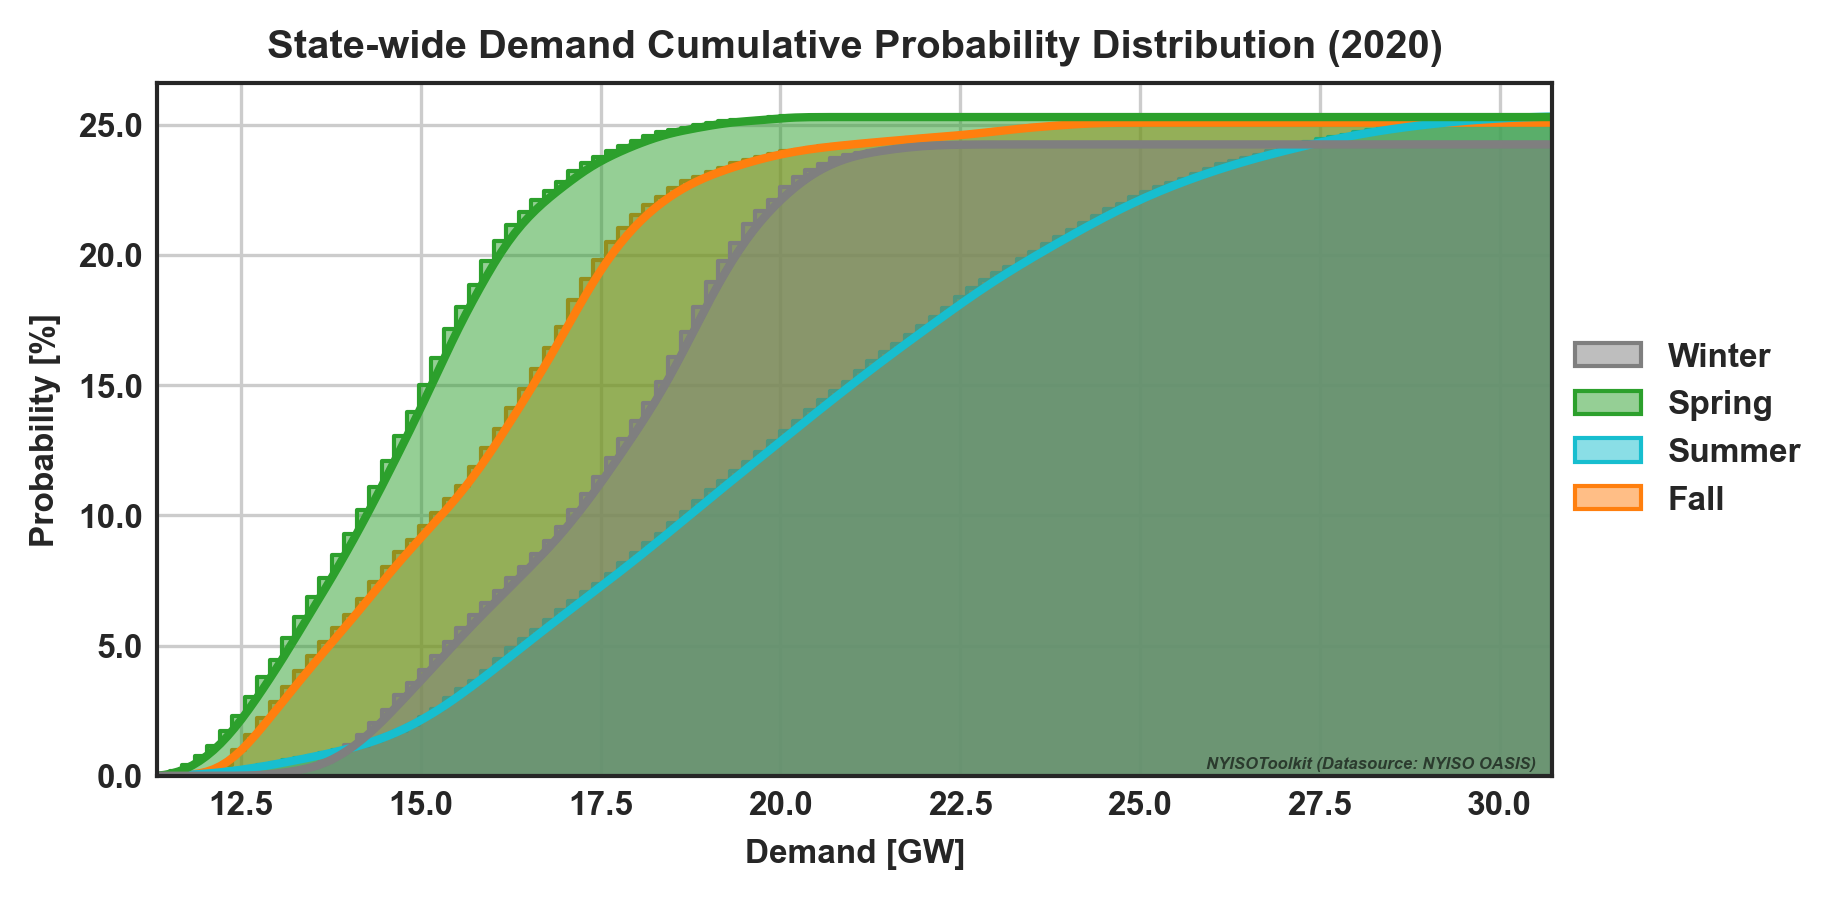 State-wide Demand Cumulative Probability Distribution (2020)
Probability [%]
25.0
20.0
15.0
10.0
5.0
0.0
12.5 15.0 17.5 20.0 22.5 25.0 27.5 30.0
Demand [GW]
Winter
Spring
Summer
Fall
NYISOToolkit (Datasource: NYISO OASIS)